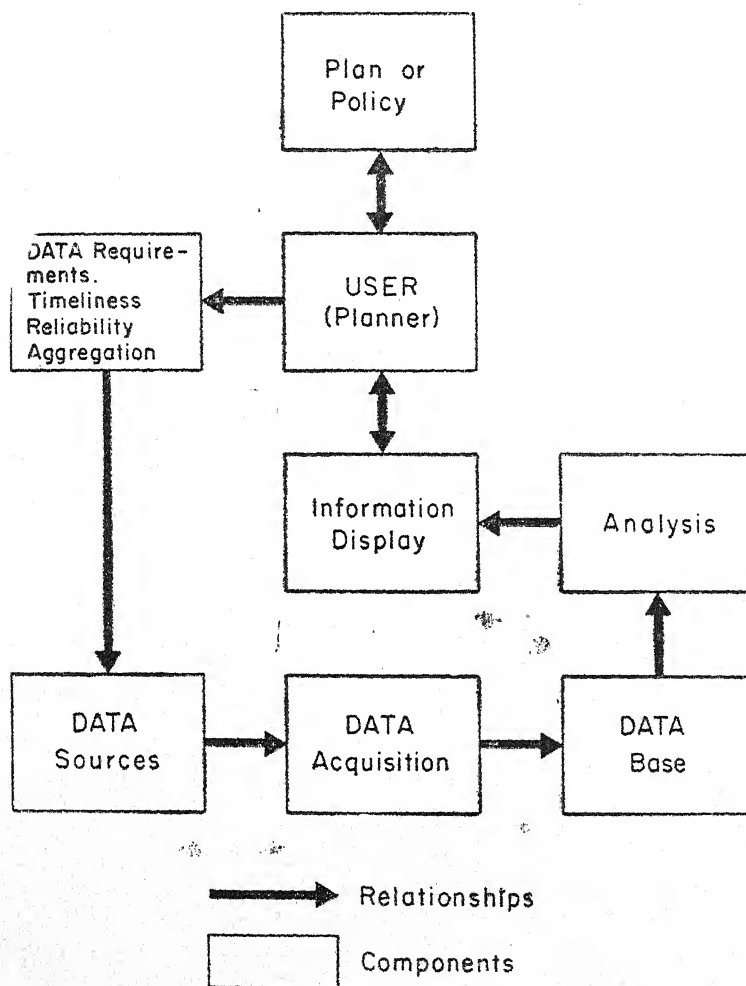 Plan or
Policy
DATA Require-
ments.
Timeliness
Reliability
Aggregation
USER
(Planner)
Information
Display
Analysis
DATA
Sources
DATA
Acquisition
DATA
Base
Relationships
Components